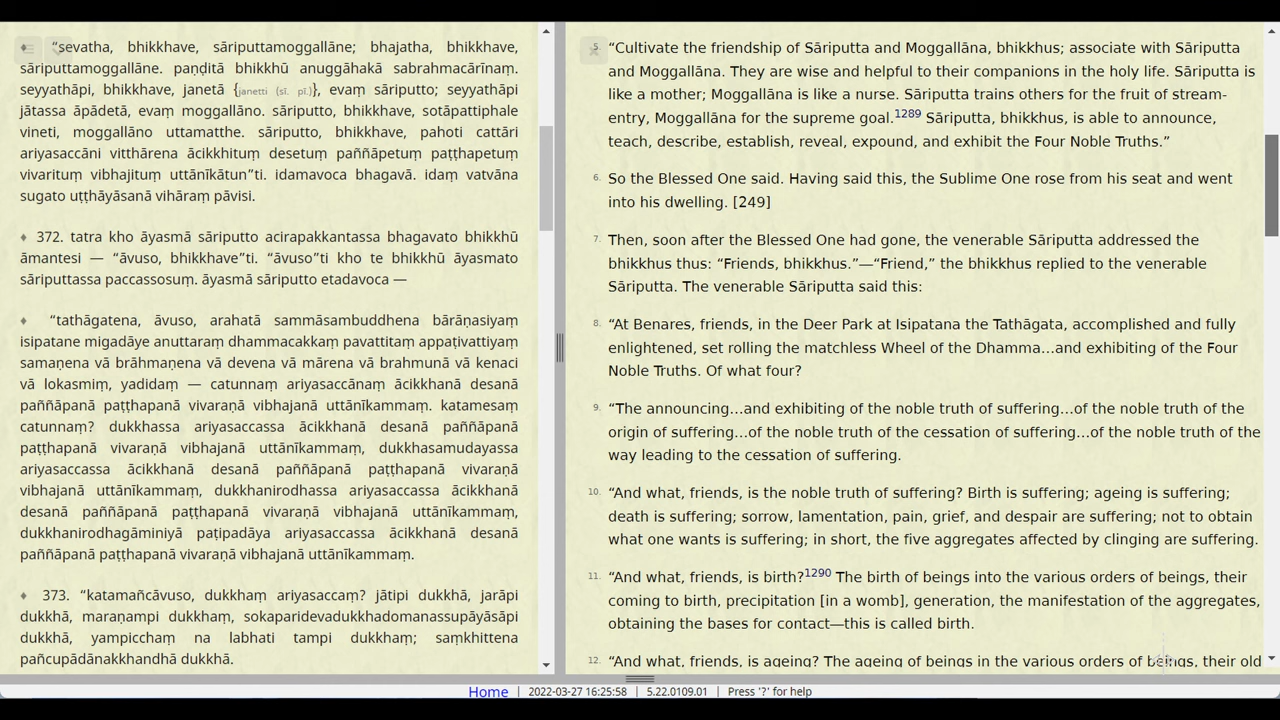 ♦ “sevatha, bhikkhave, sāriputtamoggallāne; bhajatha, bhikkhave,
sāriputtamoggallāne. paṇḍitā bhikkhū anuggāhakā sabrahmacārīnaṃ.
seyyathāpi, bhikkhave, janetā {janetti (sī. pī.)}, evaṃ sāriputto; seyyathāpi
jātassa āpādetā, evaṃ moggallāno. sāriputto, bhikkhave, sotāpattiphale
vineti, moggallāno uttamatthe. sāriputto, bhikkhave, pahoti cattāri
ariyasaccāni vitthārena ācikkhituṃ desetuṃ paññāpetuṃ paṭṭhapetuṃ
vivarituṃ vibhajituṃ uttānīkātun”ti. idamavoca bhagavā. idaṃ vatvāna
sugato uṭṭhāyāsanā vihāraṃ pāvisi.
♦ 372. tatra kho āyasmā sāriputto acirapakkantassa bhagavato bhikkhū
āmantesi — “āvuso, bhikkhave”ti. “āvuso”ti kho te bhikkhū āyasmato
sāriputtassa paccassosuṃ. āyasmā sāriputto etadavoca —
♦ “tathāgatena, āvuso, arahatā sammāsambuddhena bārāṇasiyaṃ
isipatane migadāye anuttaraṃ dhammacakkaṃ pavattitaṃ appaṭivattiyaṃ
samaṇena vā brāhmaṇena vā devena vā mārena vā brahmunā vā kenaci
vā lokasmiṃ, yadidaṃ — catunnaṃ ariyasaccānaṃ ācikkhanā desanā
paññāpanā paṭṭhapanā vivaraṇā vibhajanā uttānīkammaṃ. katamesaṃ
catunnaṃ? dukkhassa ariyasaccassa ācikkhanā desanā paññāpanā
paṭṭhapanā vivaraṇā vibhajanā uttānīkammaṃ, dukkhasamudayassa
ariyasaccassa ācikkhanā desanā paññāpanā paṭṭhapanā vivaraṇā
vibhajanā uttānīkammaṃ, dukkhanirodhassa ariyasaccassa ācikkhanā
desanā paññāpanā paṭṭhapanā vivaraṇā vibhajanā uttānīkammaṃ,
dukkhanirodhagāminiyā paṭipadāya ariyasaccassa ācikkhanā desanā
paññāpanā paṭṭhapanā vivaraṇā vibhajanā uttānīkammaṃ.
♦ 373. “katamañcāvuso, dukkhaṃ ariyasaccaṃ? jātipi dukkhā, jarāpi
dukkhā, maraṇampi dukkhaṃ, sokaparidevadukkhadomanassupāyāsāpi
dukkhā, yampicchaṃ na labhati tampi dukkhaṃ; saṃkhittena
pañcupādānakkhandhā dukkhā.
5. “Cultivate the friendship of Sāriputta and Moggallāna, bhikkhus; associate with Sāriputta
and Moggallāna. They are wise and helpful to their companions in the holy life. Sāriputta is
like a mother; Moggallāna is like a nurse. Sāriputta trains others for the fruit of stream-
entry, Moggallāna for the supreme goal.1289 Sāriputta, bhikkhus, is able to announce,
teach, describe, establish, reveal, expound, and exhibit the Four Noble Truths.”
6. So the Blessed One said. Having said this, the Sublime One rose from his seat and went
into his dwelling. [249]
7. Then, soon after the Blessed One had gone, the venerable Sāriputta addressed the
bhikkhus thus: “Friends, bhikkhus.”—“Friend,” the bhikkhus replied to the venerable
Sāriputta. The venerable Sāriputta said this:
8. “At Benares, friends, in the Deer Park at Isipatana the Tathāgata, accomplished and fully
enlightened, set rolling the matchless Wheel of the Dhamma…and exhibiting of the Four
Noble Truths. Of what four?
9. “The announcing…and exhibiting of the noble truth of suffering…of the noble truth of the
origin of suffering…of the noble truth of the cessation of suffering…of the noble truth of the
way leading to the cessation of suffering.
10. “And what, friends, is the noble truth of suffering? Birth is suffering; ageing is suffering;
death is suffering; sorrow, lamentation, pain, grief, and despair are suffering; not to obtain
what one wants is suffering; in short, the five aggregates affected by clinging are suffering.
11. “And what, friends, is birth?1290 The birth of beings into the various orders of beings, their
coming to birth, precipitation [in a womb], generation, the manifestation of the aggregates,
obtaining the bases for contact—this is called birth.
12. “And what, friends, is ageing? The ageing of beings in the various orders of beings, their old
Home | 2022-03-27 16:25:58 | 5.22.0109.01 | Press '?' for help